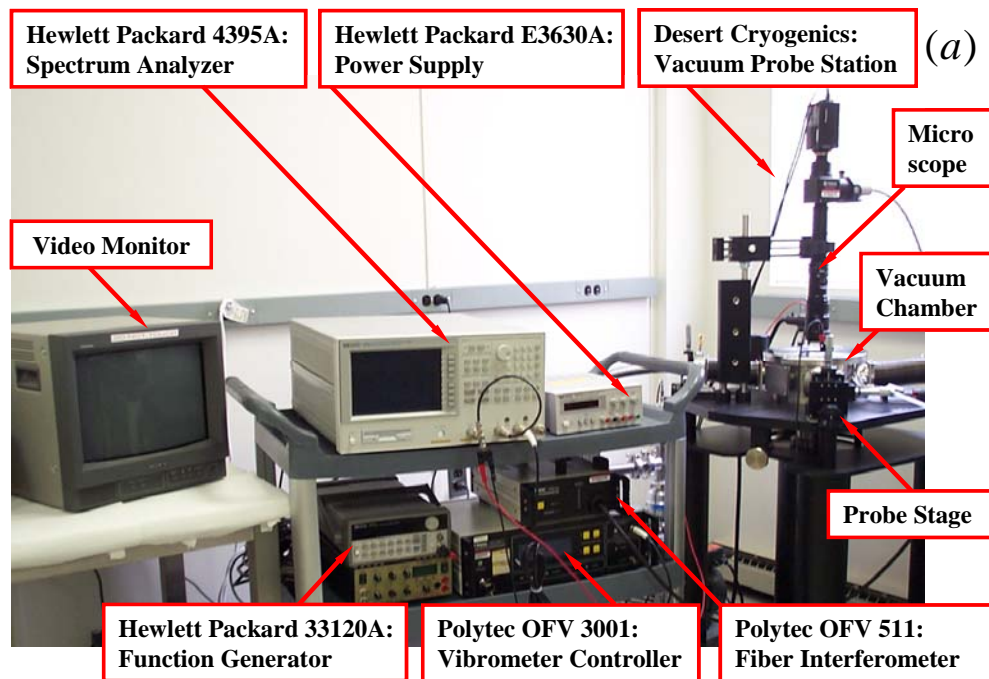 Hewlett Packard 4395A:
Spectrum Analyzer
Hewlett Packard E3630A:
Power Supply
Desert Cryogenics:
Vacuum Probe Station
(a)
Micro
scope
Video Monitor
Vacuum
Chamber
Probe Stage
Hewlett Packard 33120A:
Function Generator
Polytec OFV 3001:
Vibrometer Controller
Polytec OFV 511:
Fiber Interferometer